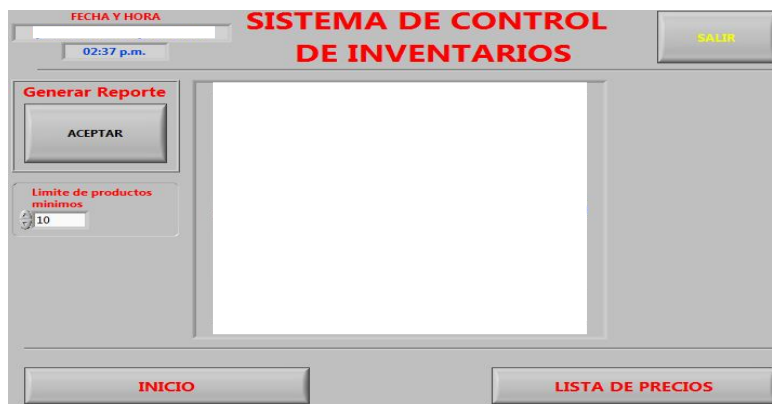 FECHA Y HORA
02:37 p.m.
SISTEMA DE CONTROL
DE INVENTARIOS
SALIR
Generar Reporte
ACEPTAR
Limite de productos
minimos
10
INICIO
LISTA DE PRECIOS